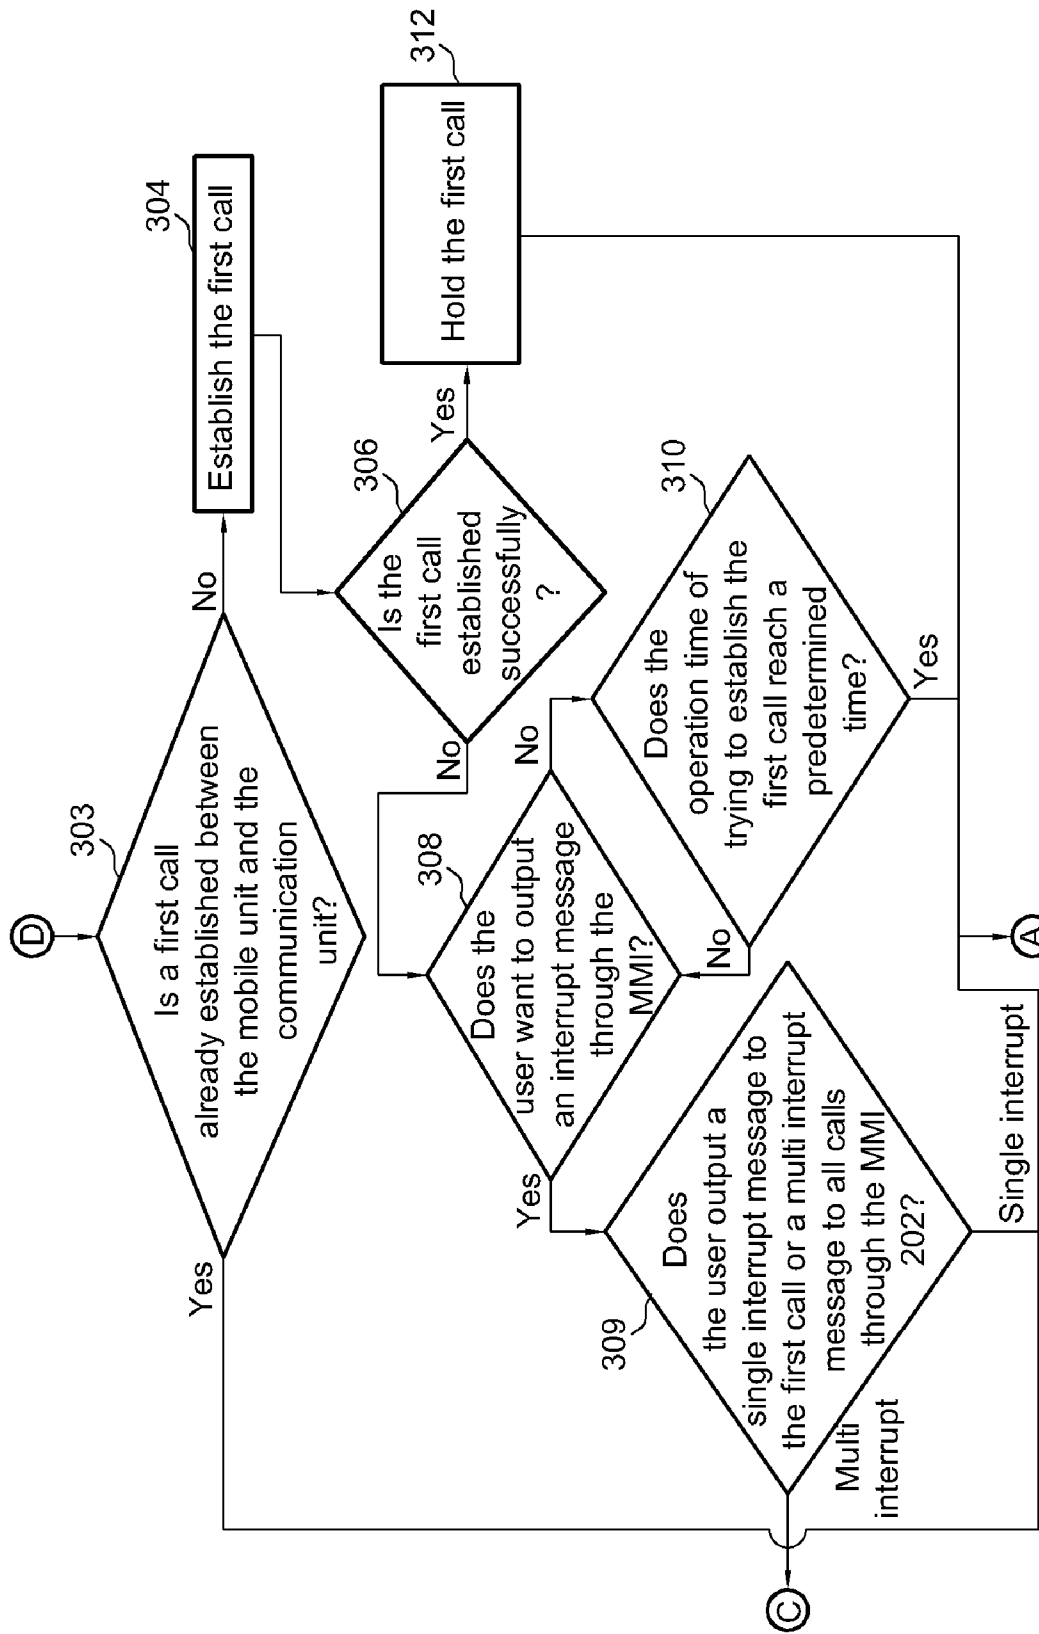 D
303
Is a first call
already established between
the mobile unit and the
communication
unit?
Yes
No
304
Establish the first call
306
Is the
first call
established
successfully
?
Yes
No
312
Hold the first call
308
Does the
user want to output
an interrupt message
through the
MMI?
Yes
No
310
Does the
operation time of
trying to establish the
first call reach a
predetermined
time?
No
Yes
309
Does
the user output a
single interrupt message to
the first call or a multi interrupt
message to all calls
through the MMI
202?
Multi
interrupt
Single interrupt
C
A